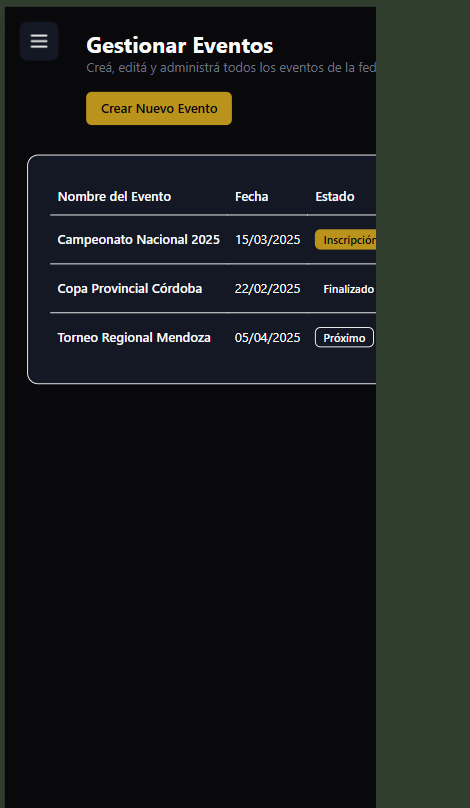 Gestionar Eventos
Creá, editá y administrá todos los eventos de la fed
Crear Nuevo Evento
Nombre del Evento Fecha Estado
Campeonato Nacional 2025 15/03/2025 Inscripción
Copa Provincial Córdoba 22/02/2025 Finalizado
Torneo Regional Mendoza 05/04/2025 Próximo